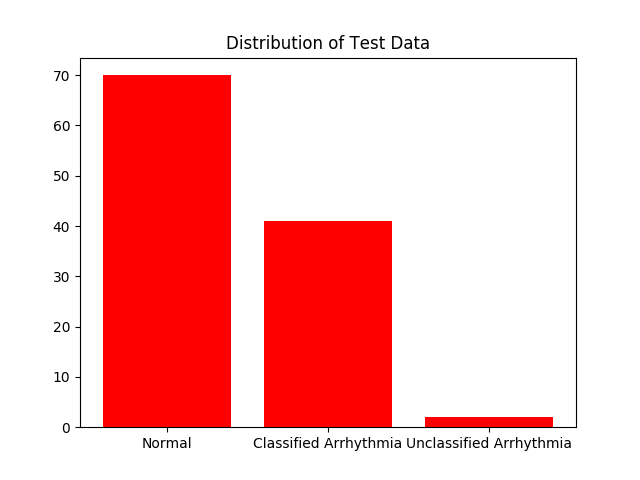 Distribution of Test Data
70
60
50
40
30
20
10
0
Normal
Classified Arrhythmia
Unclassified Arrhythmia